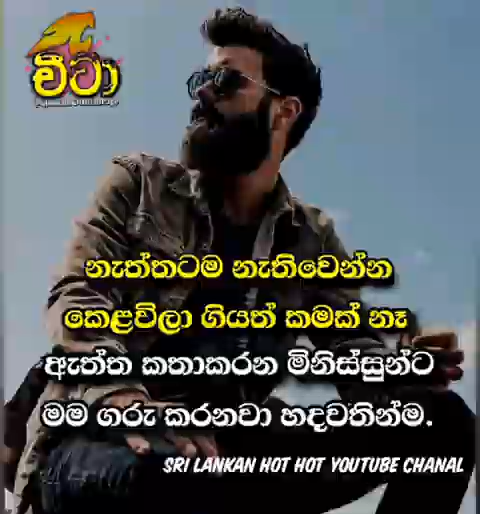 චීටා
නැත්තටම නැතිවෙන්න
කෙළවිලා ගියත් කමක් නෑ
ඇත්ත කතාකරන මිනිස්සුන්ට
මම ගරු කරනවා හදවතින්ම.
SRI LANKAN HOT HOT YOUTUBE CHANAL